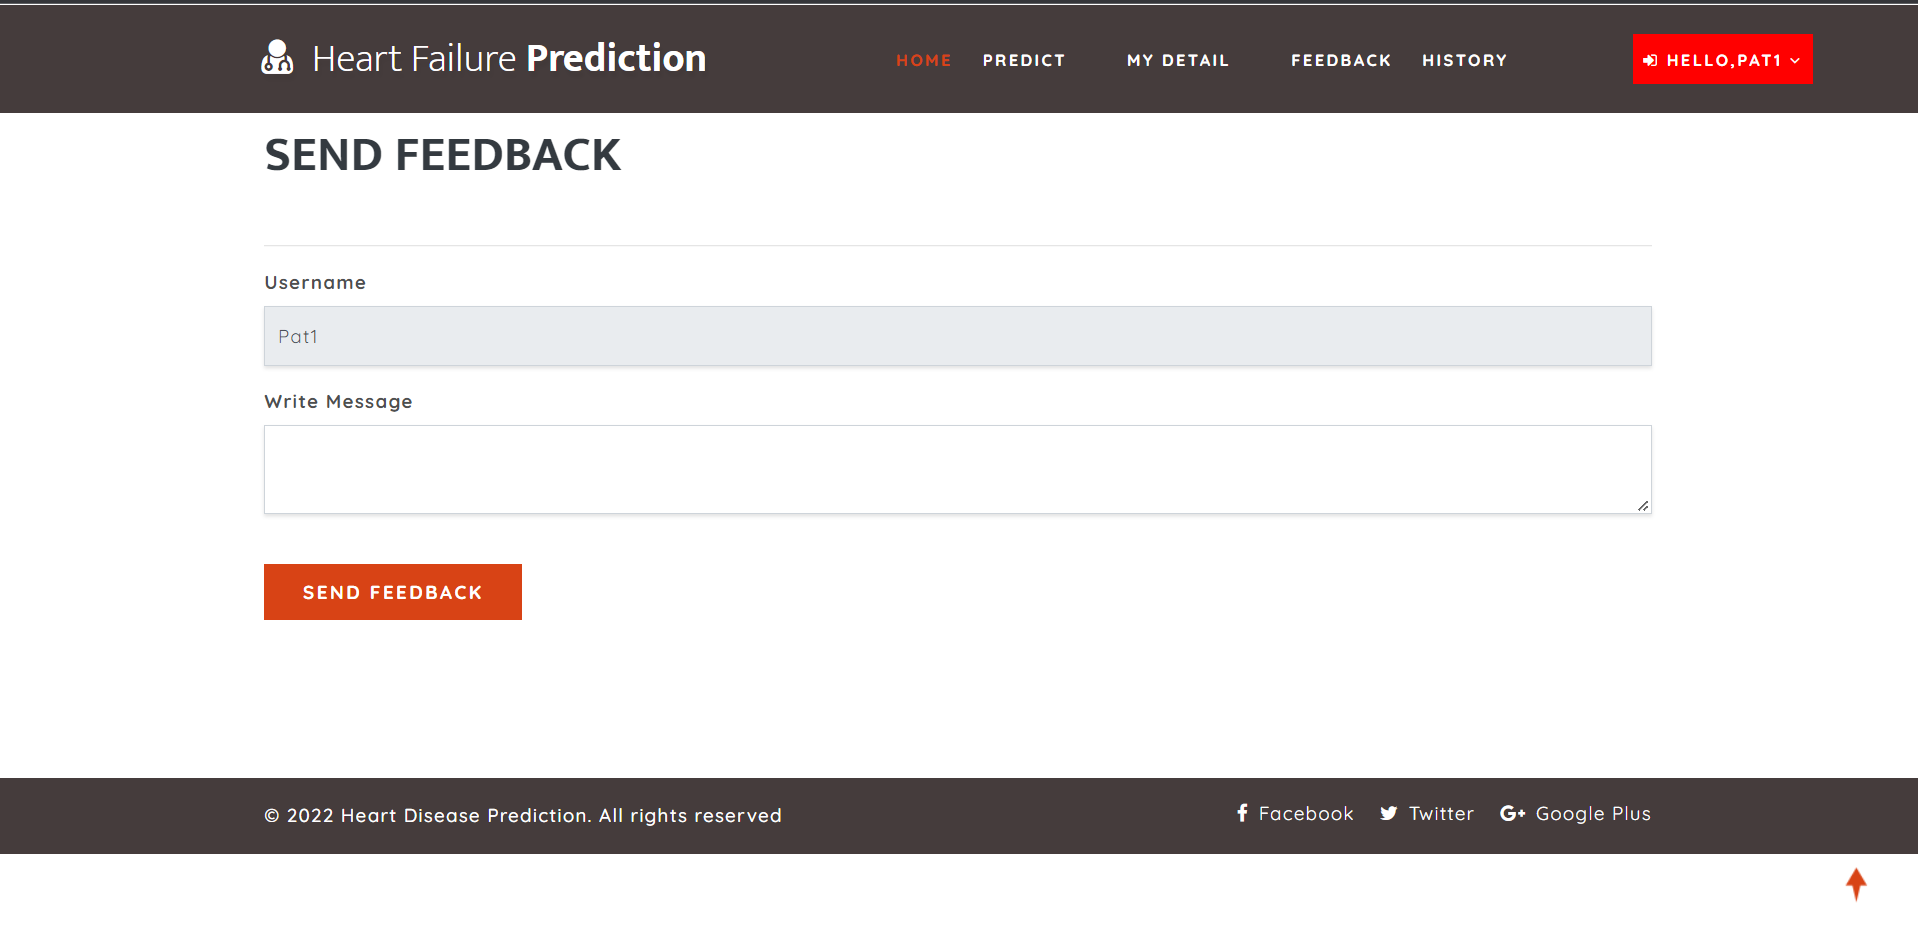 Heart Failure Prediction
HOME PREDICT MY DETAIL FEEDBACK HISTORY HELLO,PAT1
SEND FEEDBACK
Username
Pat1
Write Message
SEND FEEDBACK
© 2022 Heart Disease Prediction. All rights reserved
Facebook Twitter G+ Google Plus